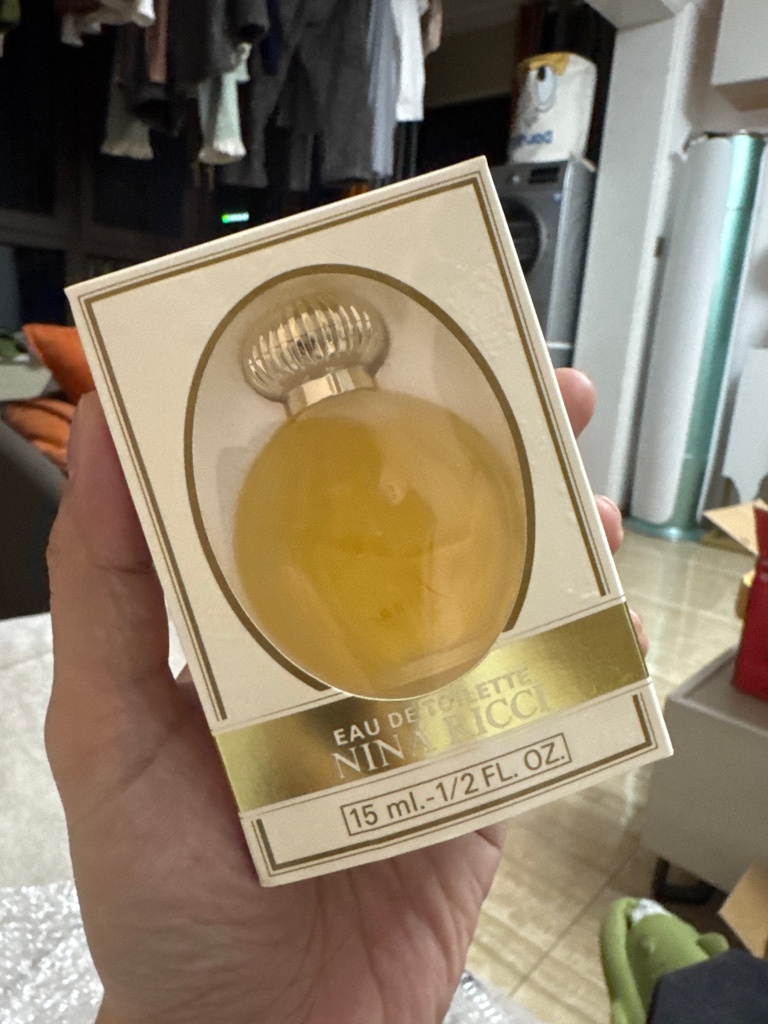 EAU DE TOILETTE
NINA RICCI
15 ml.-1/2 FL. OZ.